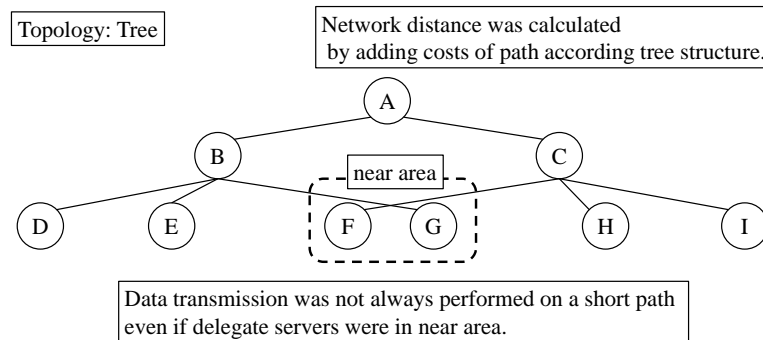 Topology: Tree
Network distance was calculated
by adding costs of path according tree structure.
A
B
C
near area
D
E
F
G
H
I
Data transmission was not always performed on a short path
even if delegate servers were in near area.